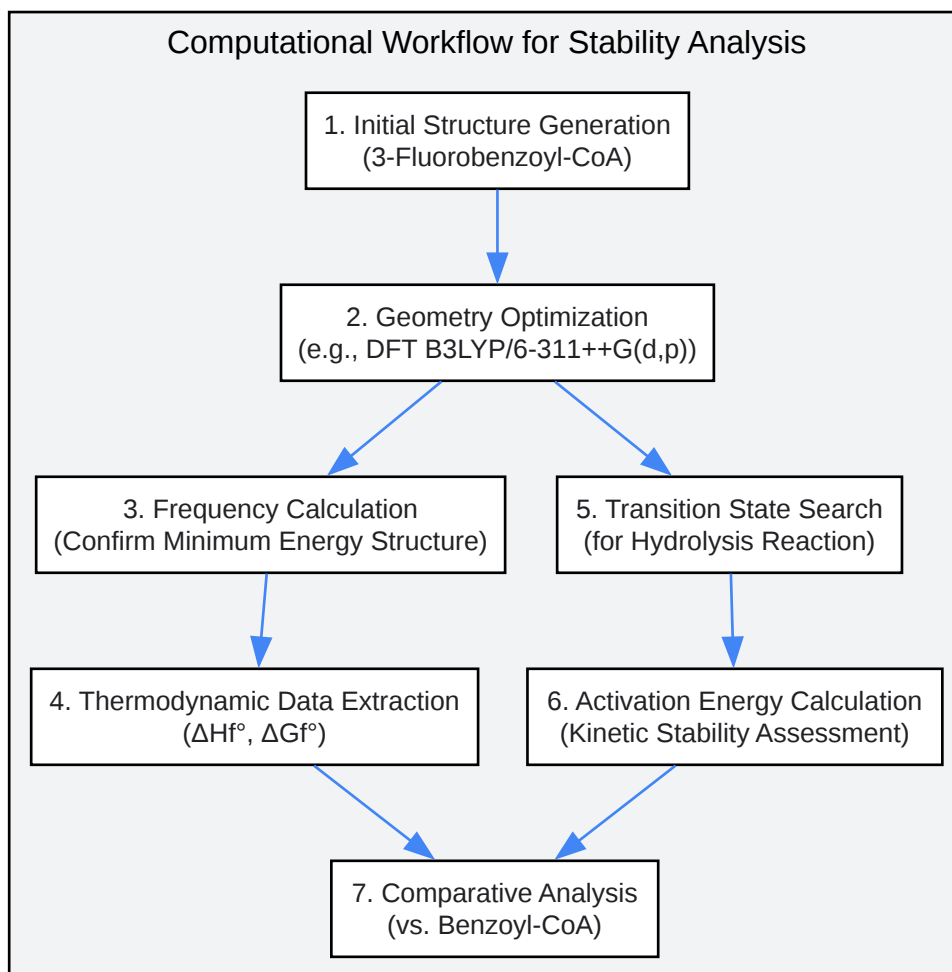 Computational Workflow for Stability Analysis
1. Initial Structure Generation
(3-Fluorobenzoyl-CoA)
2. Geometry Optimization
(e.g., DFT B3LYP/6-311++G(d,p))
3. Frequency Calculation
(Confirm Minimum Energy Structure)
5. Transition State Search
(for Hydrolysis Reaction)
4. Thermodynamic Data Extraction
(ΔHf°, ΔGf°)
6. Activation Energy Calculation
(Kinetic Stability Assessment)
7. Comparative Analysis
(vs. Benzoyl-CoA)